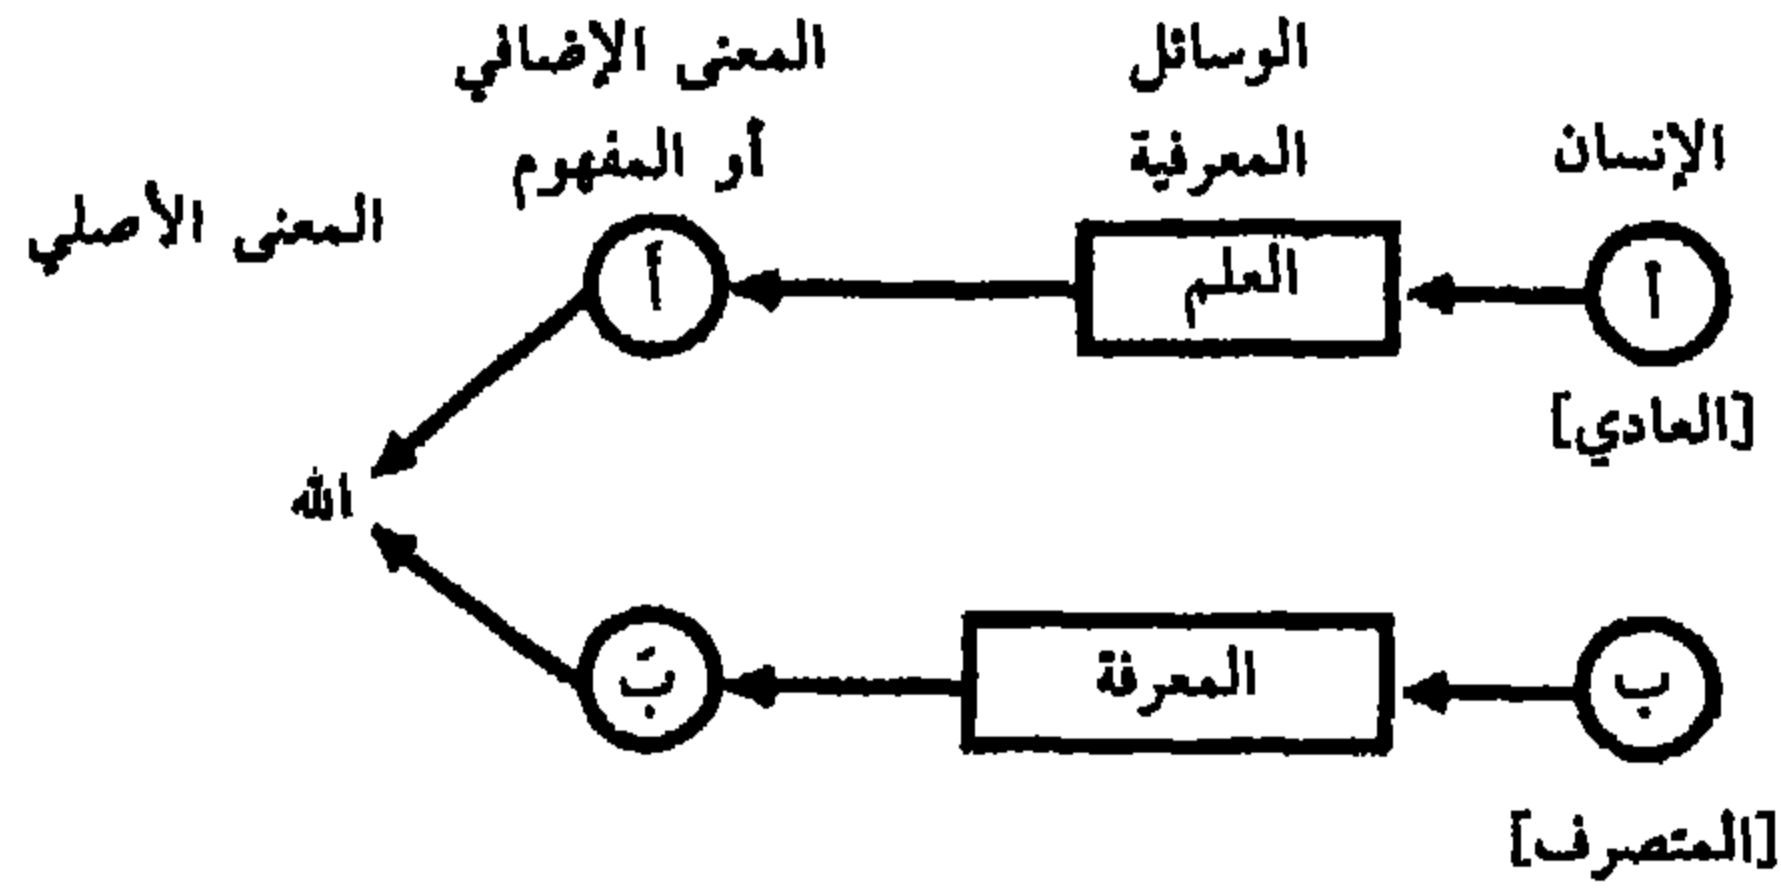 الإنسان
الوسائل
المعرفية
المعنى الإضافي
أو المفهوم
المعنى الأصلي
أ
العلم
أَ
[العادي]
الله
ب
المعرفة
بَ
[المتصرف]